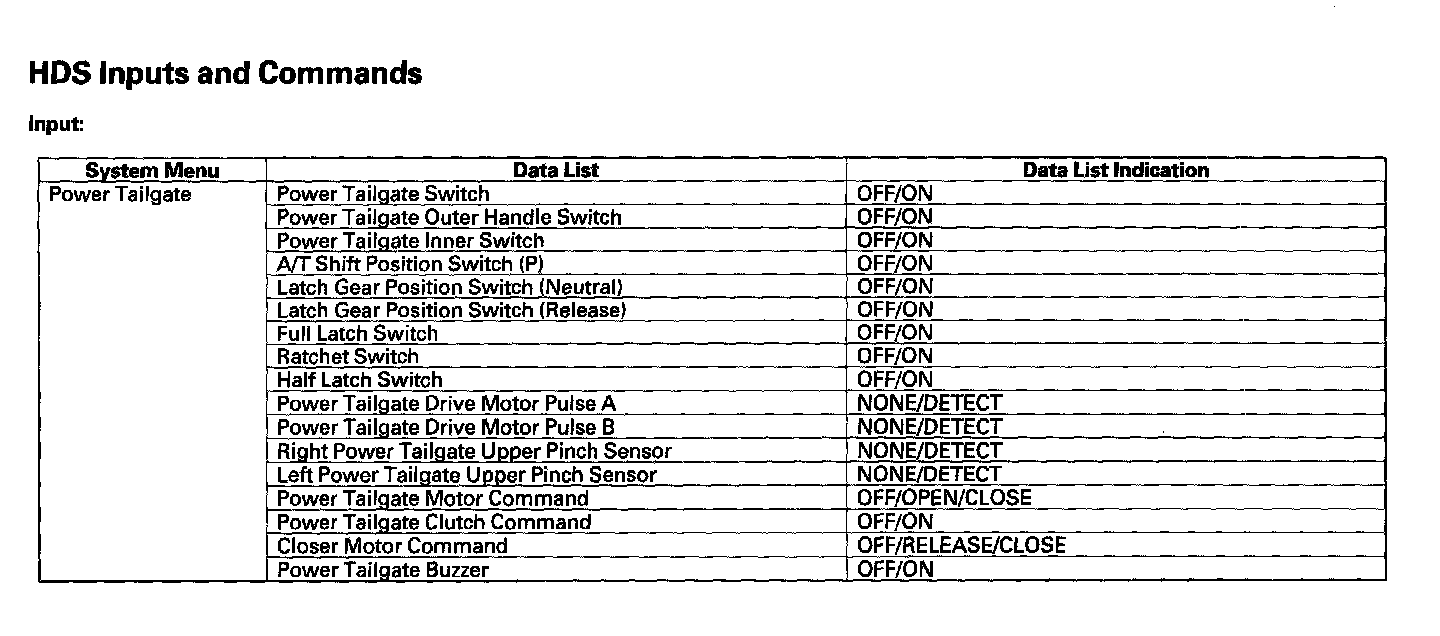 HDS Inputs and Commands
Input:
System Menu Data List Data List Indication
Power Tailgate Power Tailgate Switch OFF/ON
Power Tailgate Outer Handle Switch OFF/ON
Power Tailgate Inner Switch OFF/ON
A/T Shift Position Switch (P) OFF/ON
Latch Gear Position Switch (Neutral) OFF/ON
Latch Gear Position Switch (Release) OFF/ON
Full Latch Switch OFF/ON
Ratchet Switch OFF/ON
Half Latch Switch OFF/ON
Power Tailgate Drive Motor Pulse A NONE/DETECT
Power Tailgate Drive Motor Pulse B NONE/DETECT
Right Power Tailgate Upper Pinch Sensor NONE/DETECT
Left Power Tailgate Upper Pinch Sensor NONE/DETECT
Power Tailgate Motor Command OFF/OPEN/CLOSE
Power Tailgate Clutch Command OFF/ON
Closer Motor Command OFF/RELEASE/CLOSE
Power Tailgate Buzzer OFF/ON